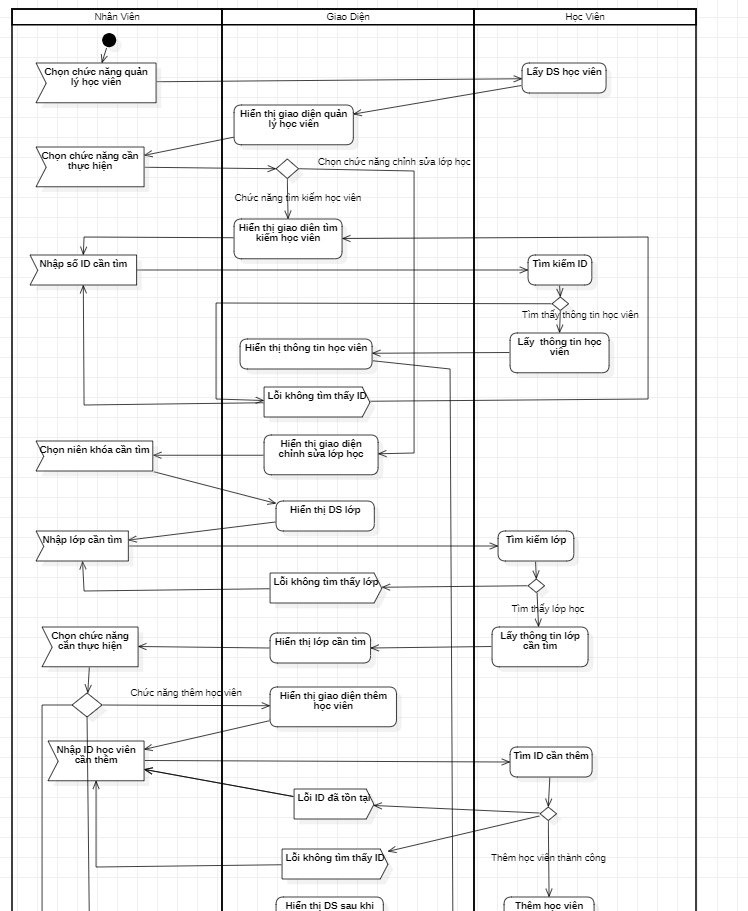 Nhân Viên
Giao Diện
Học Viên
Chọn chức năng quản
lý học viên
Lấy DS học viên
Hiển thị giao diện quản
lý học viên
Chọn chức năng cần
thực hiện
Chọn chức năng chỉnh sửa lớp học
Chức năng tìm kiếm học viên
Hiển thị giao diện tìm
kiếm học viên
Nhập số ID cần tìm
Tìm kiếm ID
Tìm thấy thông tin học viên
Lấy thông tin học
viên
Hiển thị thông tin học viên
Lỗi không tìm thấy ID
Chọn niên khóa cần tìm
Hiển thị giao diện
chỉnh sửa lớp học
Hiển thị DS lớp
Nhập lớp cần tìm
Tìm kiếm lớp
Lỗi không tìm thấy lớp
Tìm thấy lớp học
Chọn chức năng
cần thực hiện
Hiển thị lớp cần tìm
Lấy thông tin lớp
cần tìm
Chức năng thêm học viên
Hiển thị giao diện thêm
học viên
Nhập ID học viên
cần thêm
Tìm ID cần thêm
Lỗi ID đã tồn tại
Lỗi không tìm thấy ID
Thêm học viên thành công
Hiển thị DS sau khi
Thêm học viên